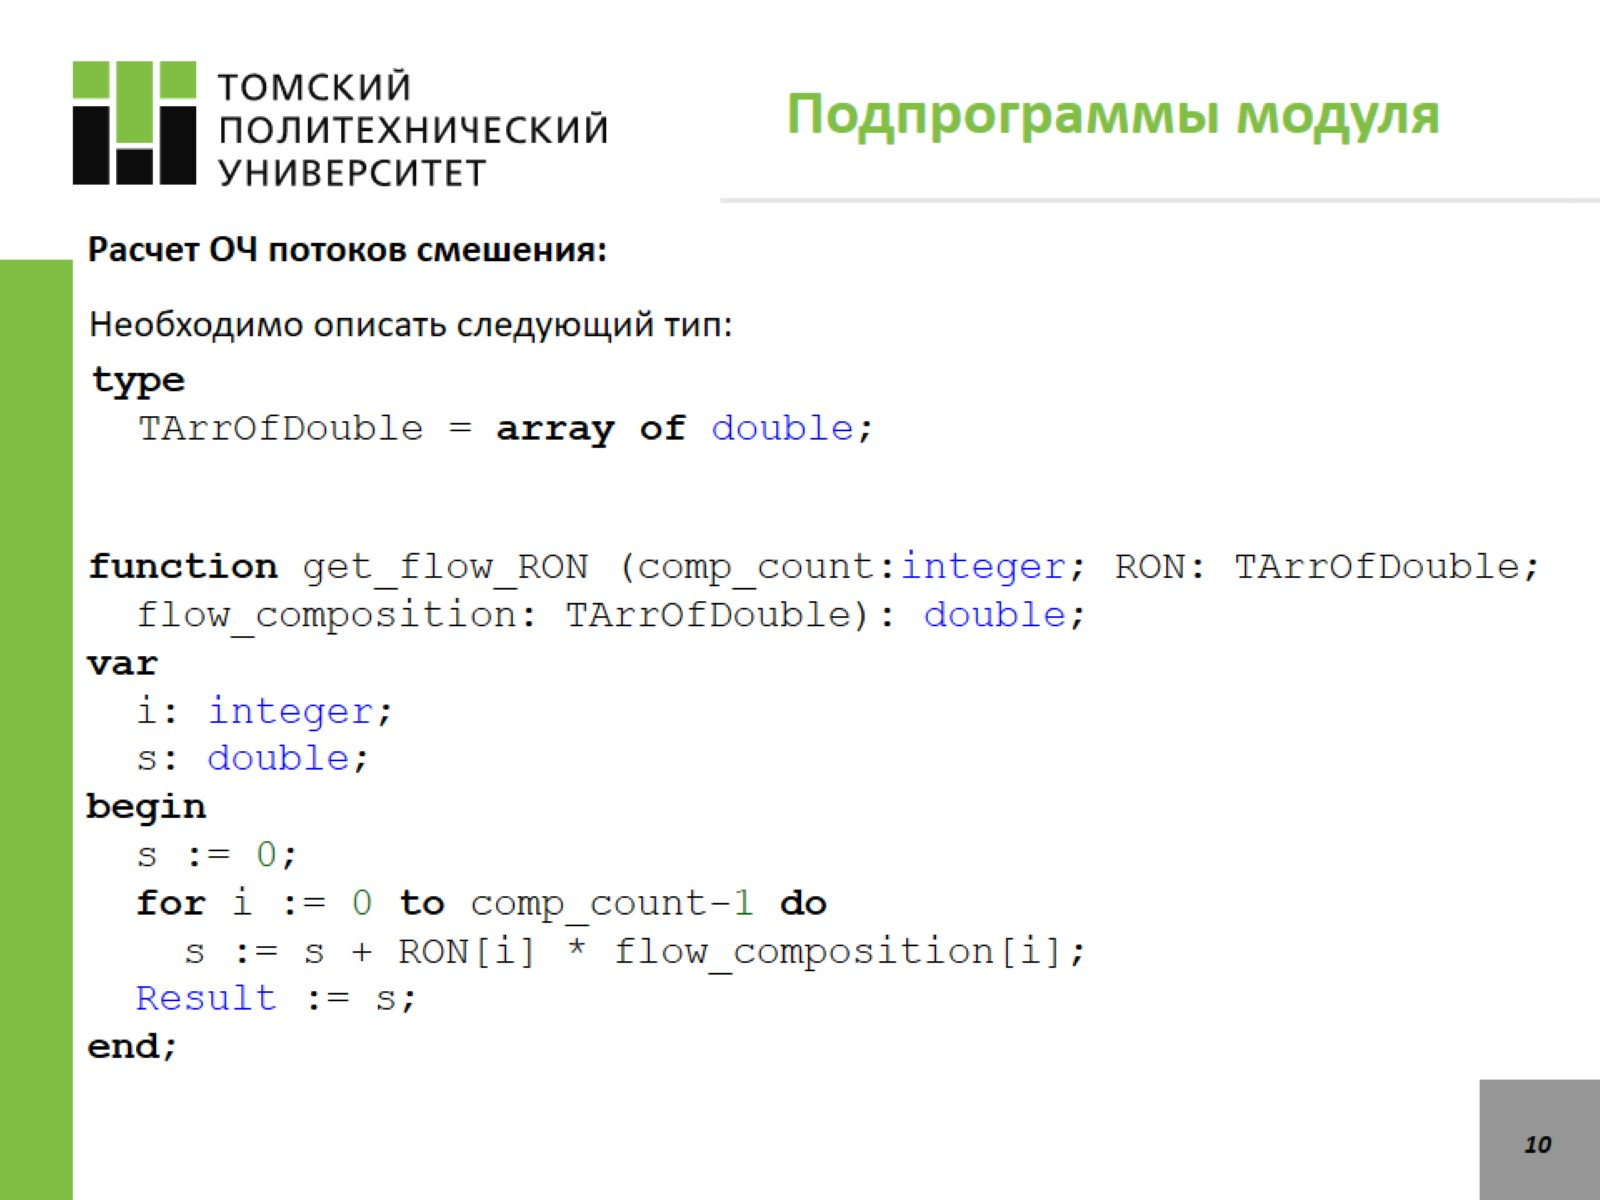 ТОМСКИЙ
ПОЛИТЕХНИЧЕСКИЙ
УНИВЕРСИТЕТ
Подпрограммы модуля
Расчет ОЧ потоков смешения:
Необходимо описать следующий тип:
type
  TArrOfDouble = array of double;
function get_flow_RON (comp_count:integer; RON: TArrOfDouble;
  flow_composition: TArrOfDouble): double;
var
  i: integer;
  s: double;
begin
  s := 0;
  for i := 0 to comp_count-1 do
    s := s + RON[i] * flow_composition[i];
  Result := s;
end;
10